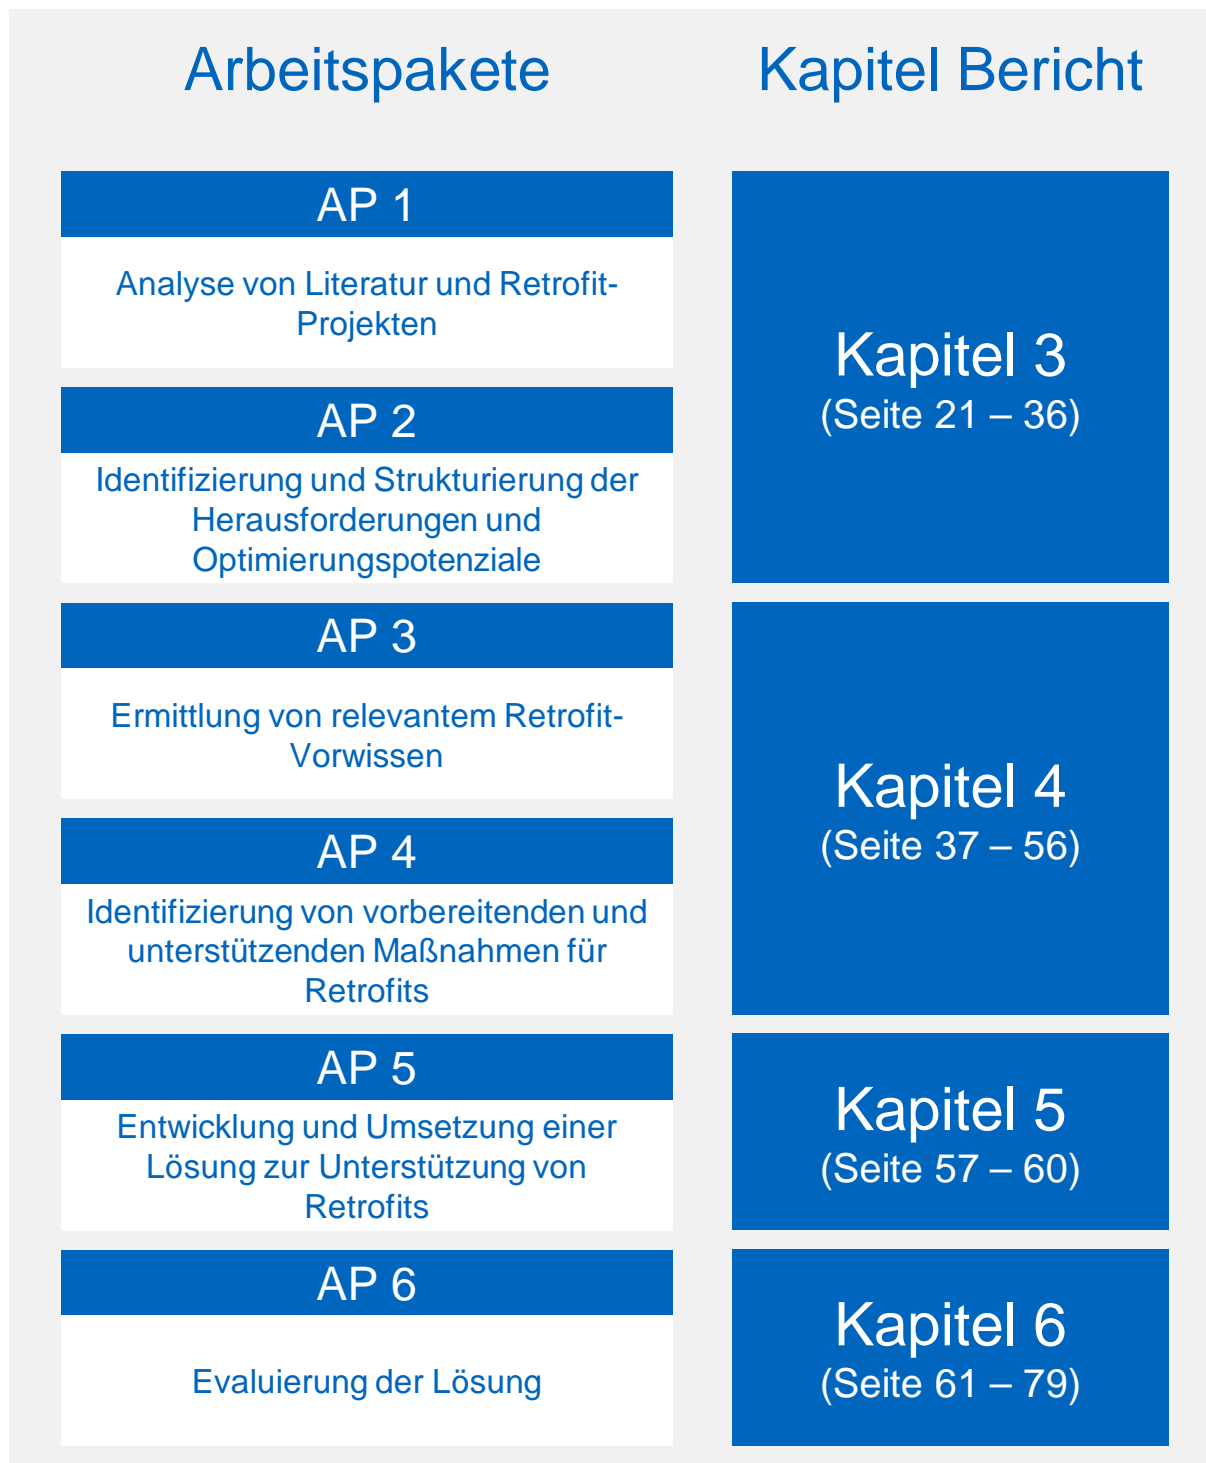 Arbeitspakete
Kapitel Bericht
AP 1
Analyse von Literatur und Retrofit-
Projekten
AP 2
Identifizierung und Strukturierung der
Herausforderungen und
Optimierungspotenziale
Kapitel 3
(Seite 21 – 36)
AP 3
Ermittlung von relevantem Retrofit-
Vorwissen
AP 4
Identifizierung von vorbereitenden und
unterstützenden Maßnahmen für
Retrofits
Kapitel 4
(Seite 37 – 56)
AP 5
Entwicklung und Umsetzung einer
Lösung zur Unterstützung von
Retrofits
Kapitel 5
(Seite 57 – 60)
AP 6
Evaluierung der Lösung
Kapitel 6
(Seite 61 – 79)